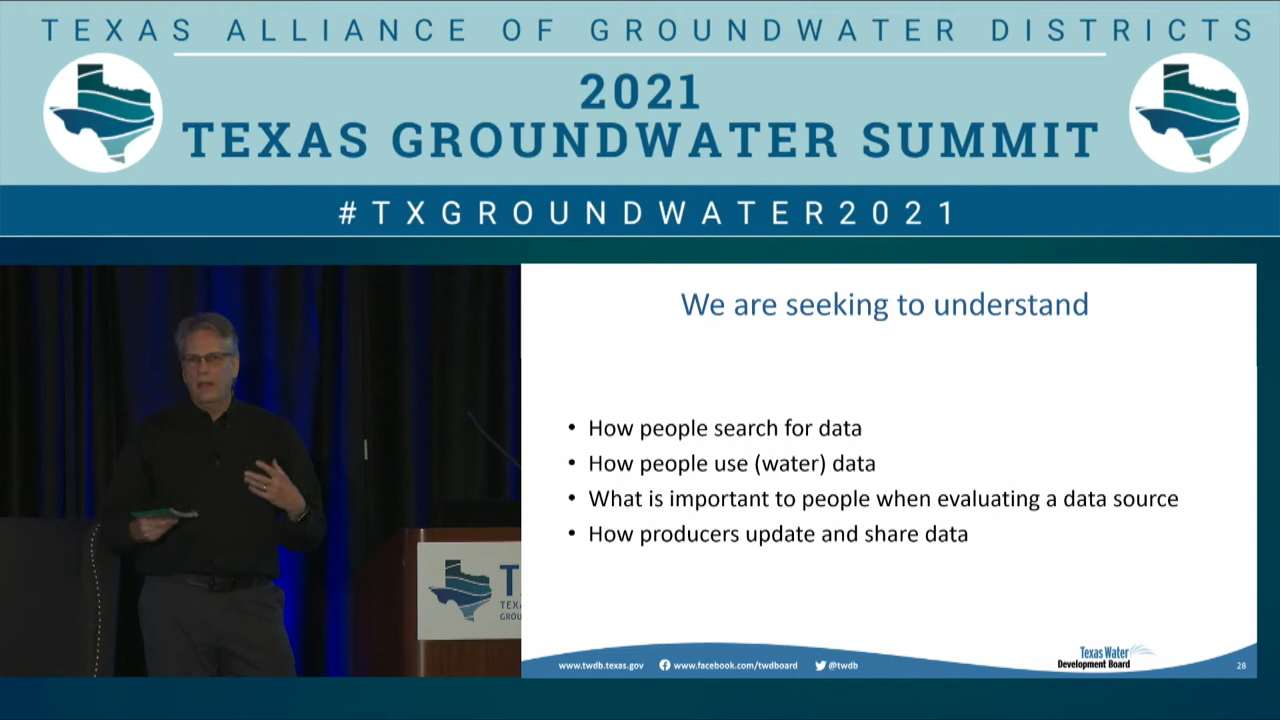 TEXAS ALLIANCE OF GROUNDWATER DISTRICTS
2021
TEXAS GROUNDWATER SUMMIT
#TXGROUNDWATER2021
We are seeking to understand
• How people search for data
• How people use (water) data
• What is important to people when evaluating a data source
• How producers update and share data
TEX
GROU
www.twdb.texas.gov
www.facebook.com/twdboard
@twdb
Texas Water
Development Board
28